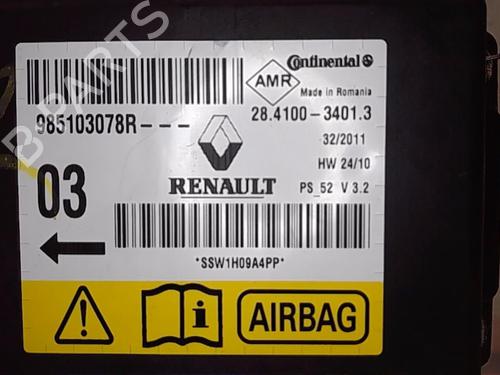 Continental
AMR
Made in Romania
985103078R---
28.4100-3401.3
32/2011
HW 24/10
03
RENAULT
PS_52 V 3.2
*SSW1H09A4PP*
AIRBAG
B-PARTS